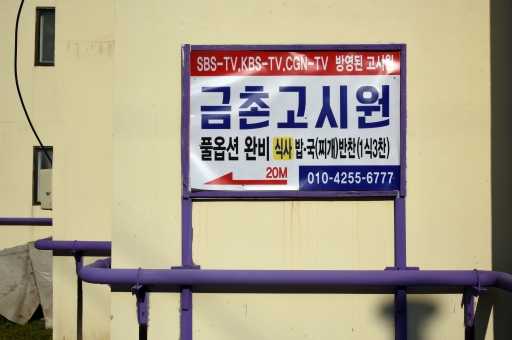 SBS-TV,KBS-TV,CGN-TV 방영된 고시원
금촌고시원
풀옵션 완비 식사 밥·국(찌개)반찬(1식3찬)
20M 010-4255-6777